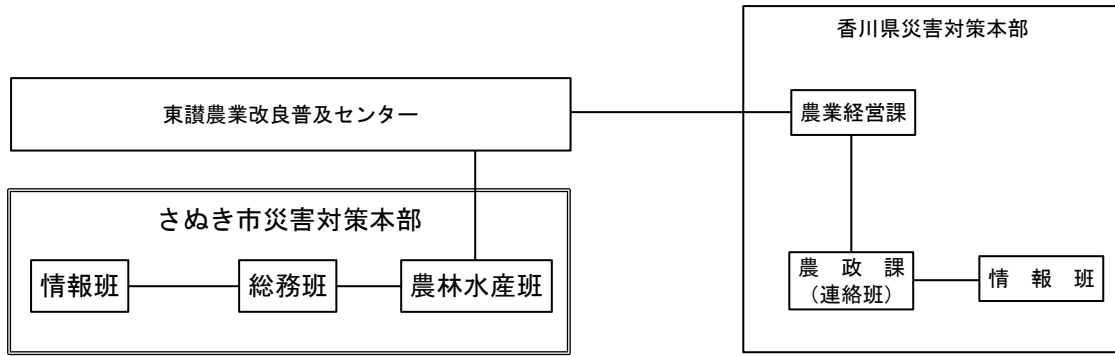 香川県災害対策本部
東讃農業改良普及センター
農業経営課
さぬき市災害対策本部
情報班
総務班
農林水産班
農 政 課
（連絡班）
情 報 班